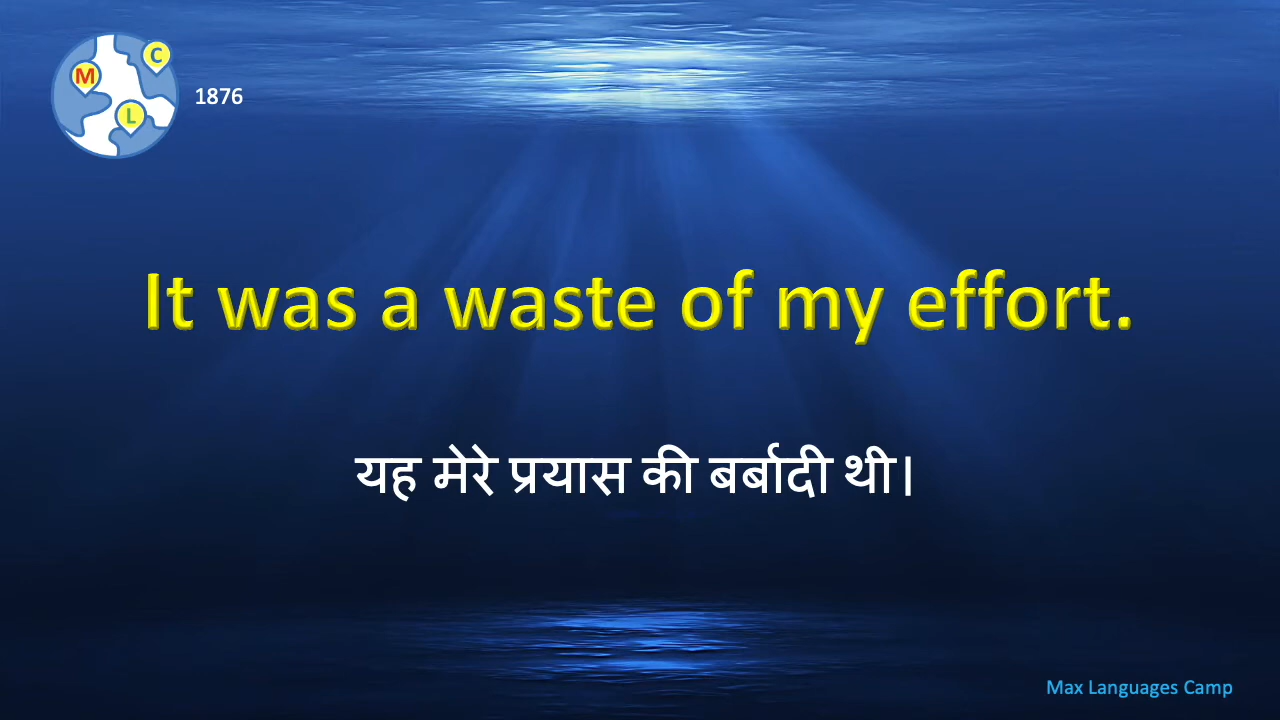 C
M
L
1876
It was a waste of my effort.
यह मेरे प्रयास की बर्बादी थी।
Max Languages Camp